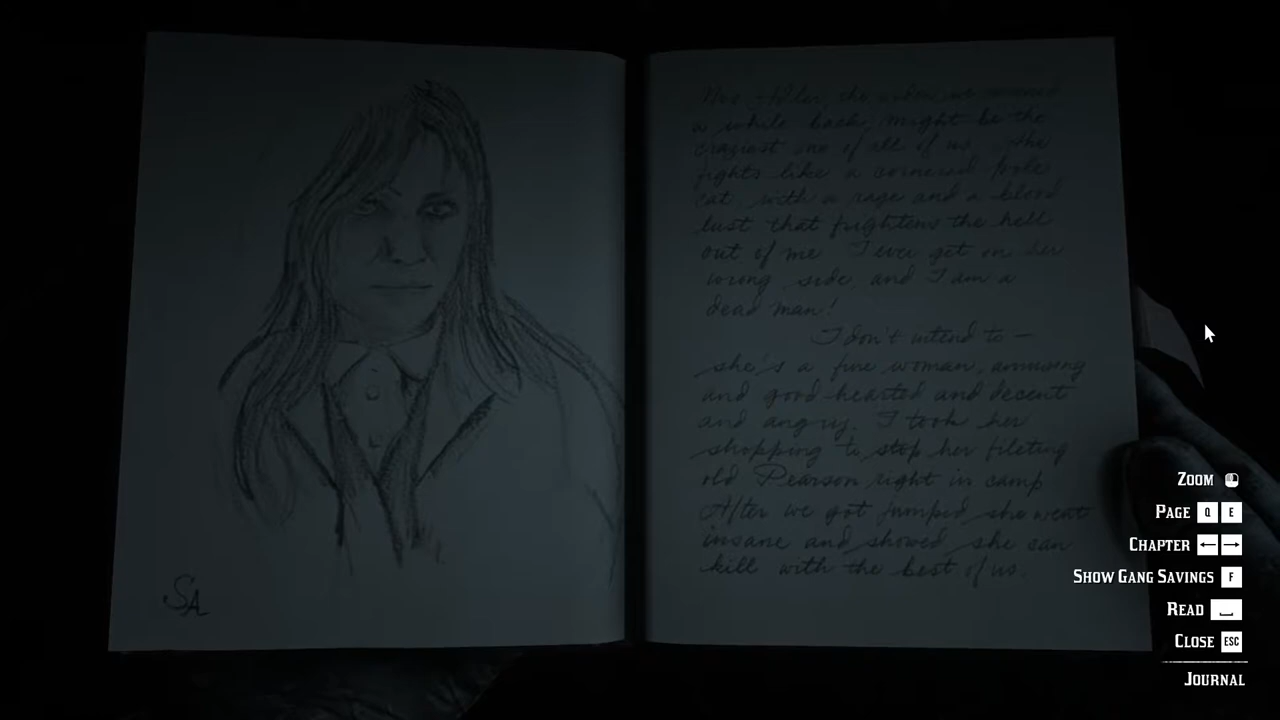 SA
Mrs Adler, the widow we rescued
a while back, might be the
craziest one of all of us. She
fights like a cornered
cat, with a rage and a blood
lust that frightens the hell
out of me. I ever get on her
wrong side and I am a
dead man!
I don't intend to —
she's a fine woman, amusing
and good hearted and decent
and angry. I took her
shopping to stop her fileting
old Pearson right in camp
After we got jumped she went
insane and showed she can
kill with the best of us.
ZOOM
PAGE Q E
CHAPTER ← →
SHOW GANG SAVINGS F
READ
CLOSE ESC
JOURNAL